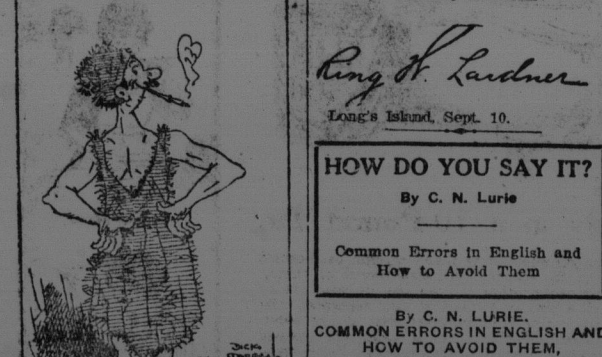 Ring W. Lardner
Long's Island, Sept. 10.
HOW DO YOU SAY IT?
By C. N. Lurie
Common Errors in English and
How to Avoid Them
By C. N. LURIE.
COMMON ERRORS IN ENGLISH AND
HOW TO AVOID THEM,
DICK